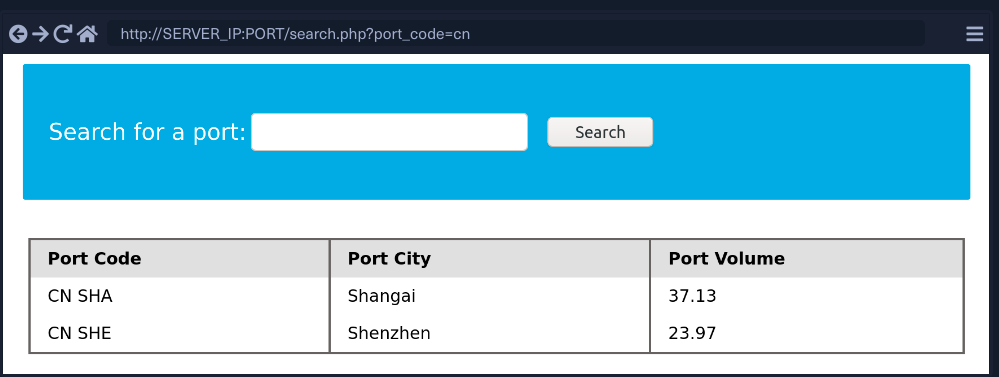 http://SERVER_IP:PORT/search.php?port_code=cn
Search for a port: Search
Port Code Port City Port Volume
CN SHA Shangai 37.13
CN SHE Shenzhen 23.97